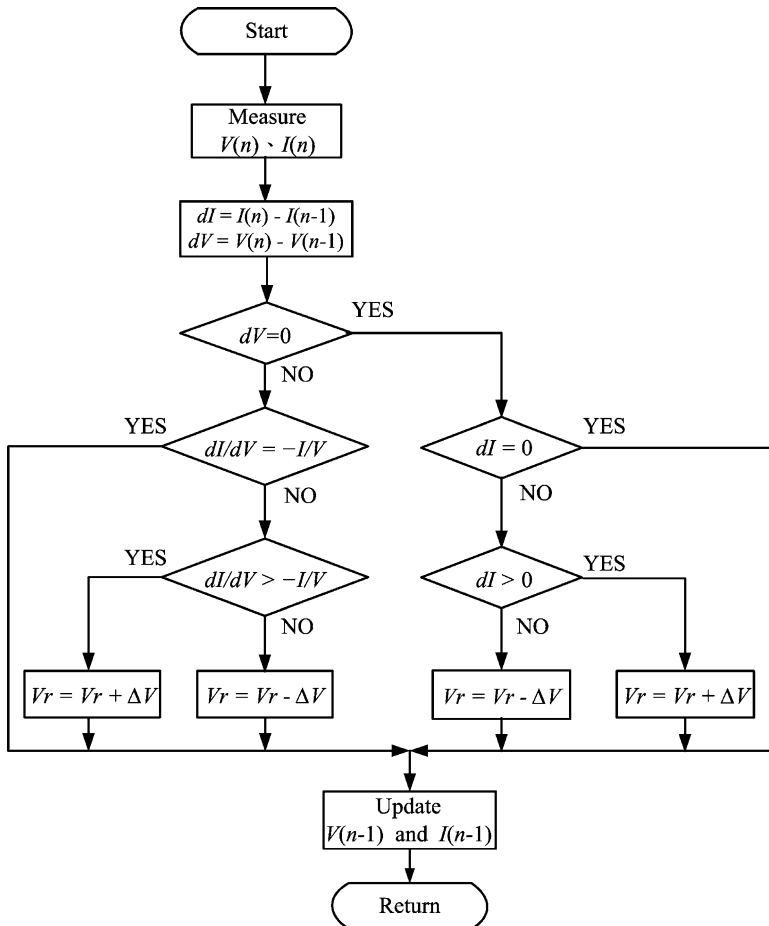 Start
Measure
V(n)、I(n)
dI = I(n) - I(n-1)
dV = V(n) - V(n-1)
YES
dV=0
NO
YES
dI/dV = −I/V
NO
YES
dI = 0
NO
YES
dI/dV > −I/V
NO
YES
dI > 0
NO
Vr = Vr + ΔV
Vr = Vr - ΔV
Vr = Vr - ΔV
Vr = Vr + ΔV
Update
V(n-1) and I(n-1)
Return